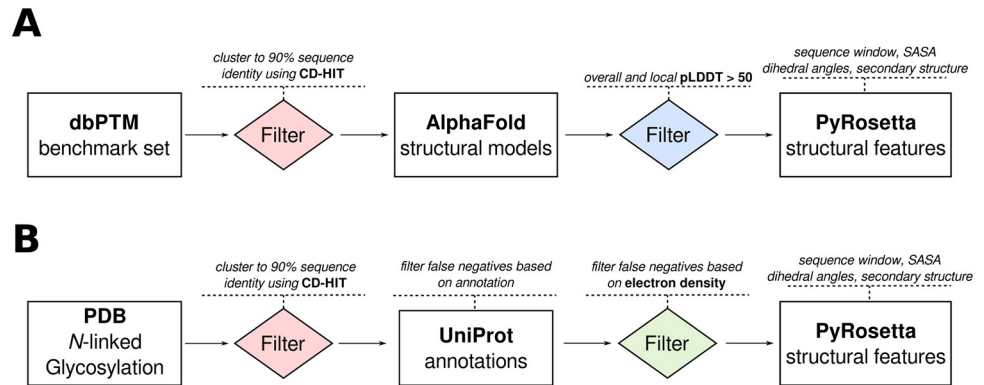 A
cluster to 90% sequence
identity using CD-HIT
overall and local pLDDT > 50
sequence window, SASA
dihedral angles, secondary structure
dbPTM
benchmark set
Filter
AlphaFold
structural models
Filter
PyRosetta
structural features
B
cluster to 90% sequence
identity using CD-HIT
filter false negatives based
on annotation
filter false negatives based
on electron density
sequence window, SASA
dihedral angles, secondary structure
PDB
N-linked
Glycosylation
Filter
UniProt
annotations
Filter
PyRosetta
structural features